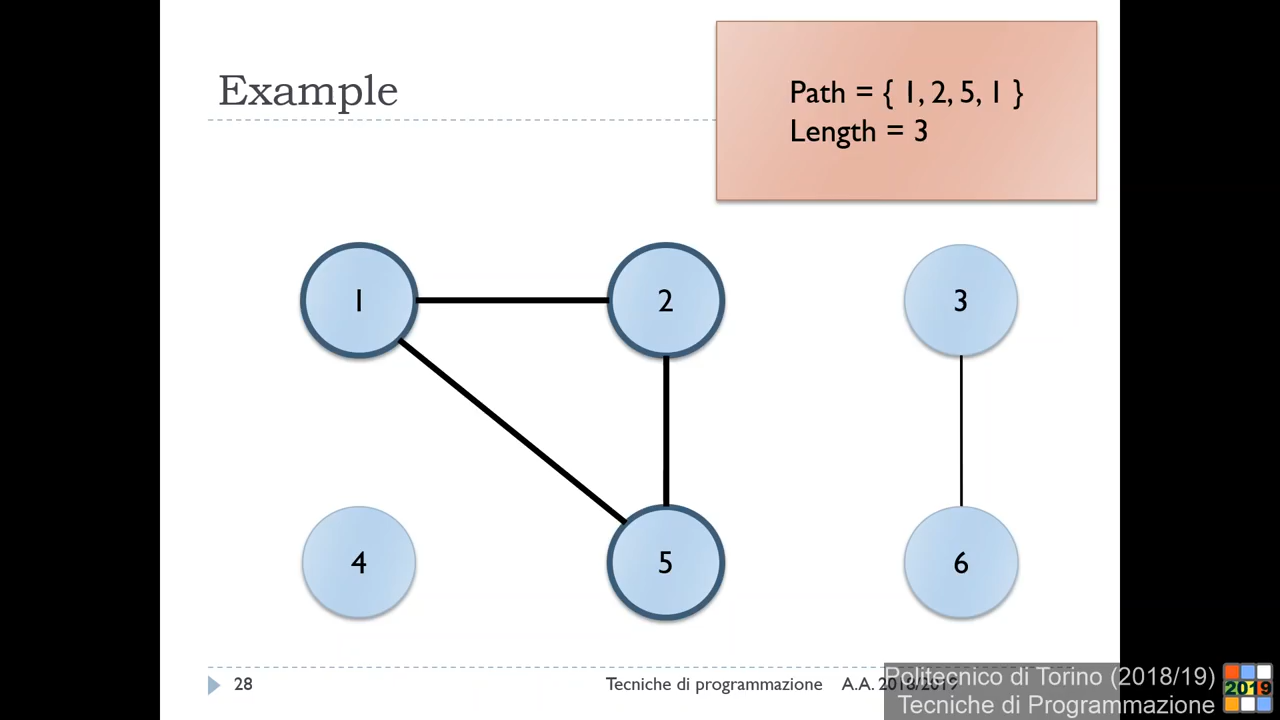 Example
Path = { 1, 2, 5, 1 }
Length = 3
1
2
3
4
5
6
28
Tecniche di programmazione
A.A. 2018/2019
Politecnico di Torino (2018/19)
Tecniche di Programmazione
2019